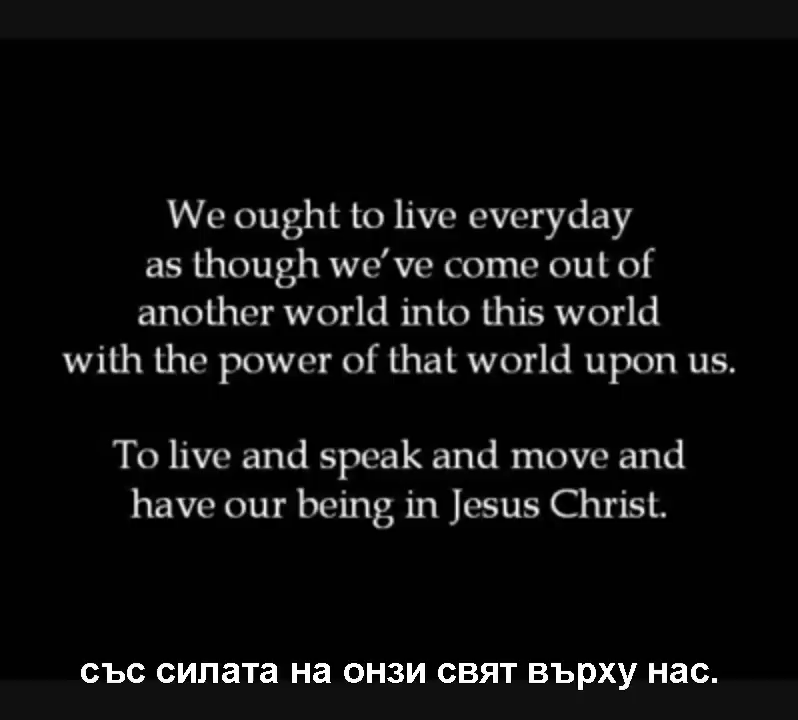 We ought to live everyday
as though we've come out of
another world into this world
with the power of that world upon us.
To live and speak and move and
have our being in Jesus Christ.
със силата на онзи свят върху нас.